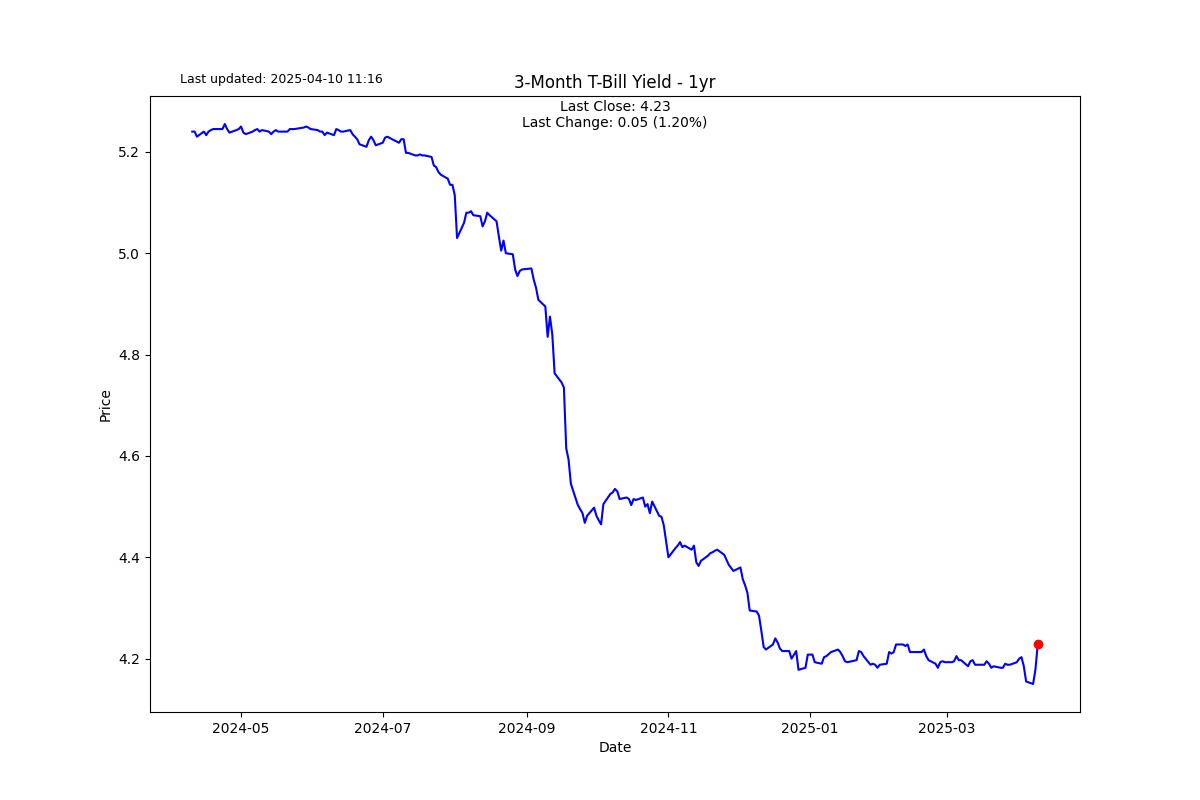 Last updated: 2025-04-10 11:16
3-Month T-Bill Yield - 1yr
Last Close: 4.23
Last Change: 0.05 (1.20%)
5.2
5.0
4.8
4.6
4.4
4.2
Price
2024-05
2024-07
2024-09
2024-11
2025-01
2025-03
Date